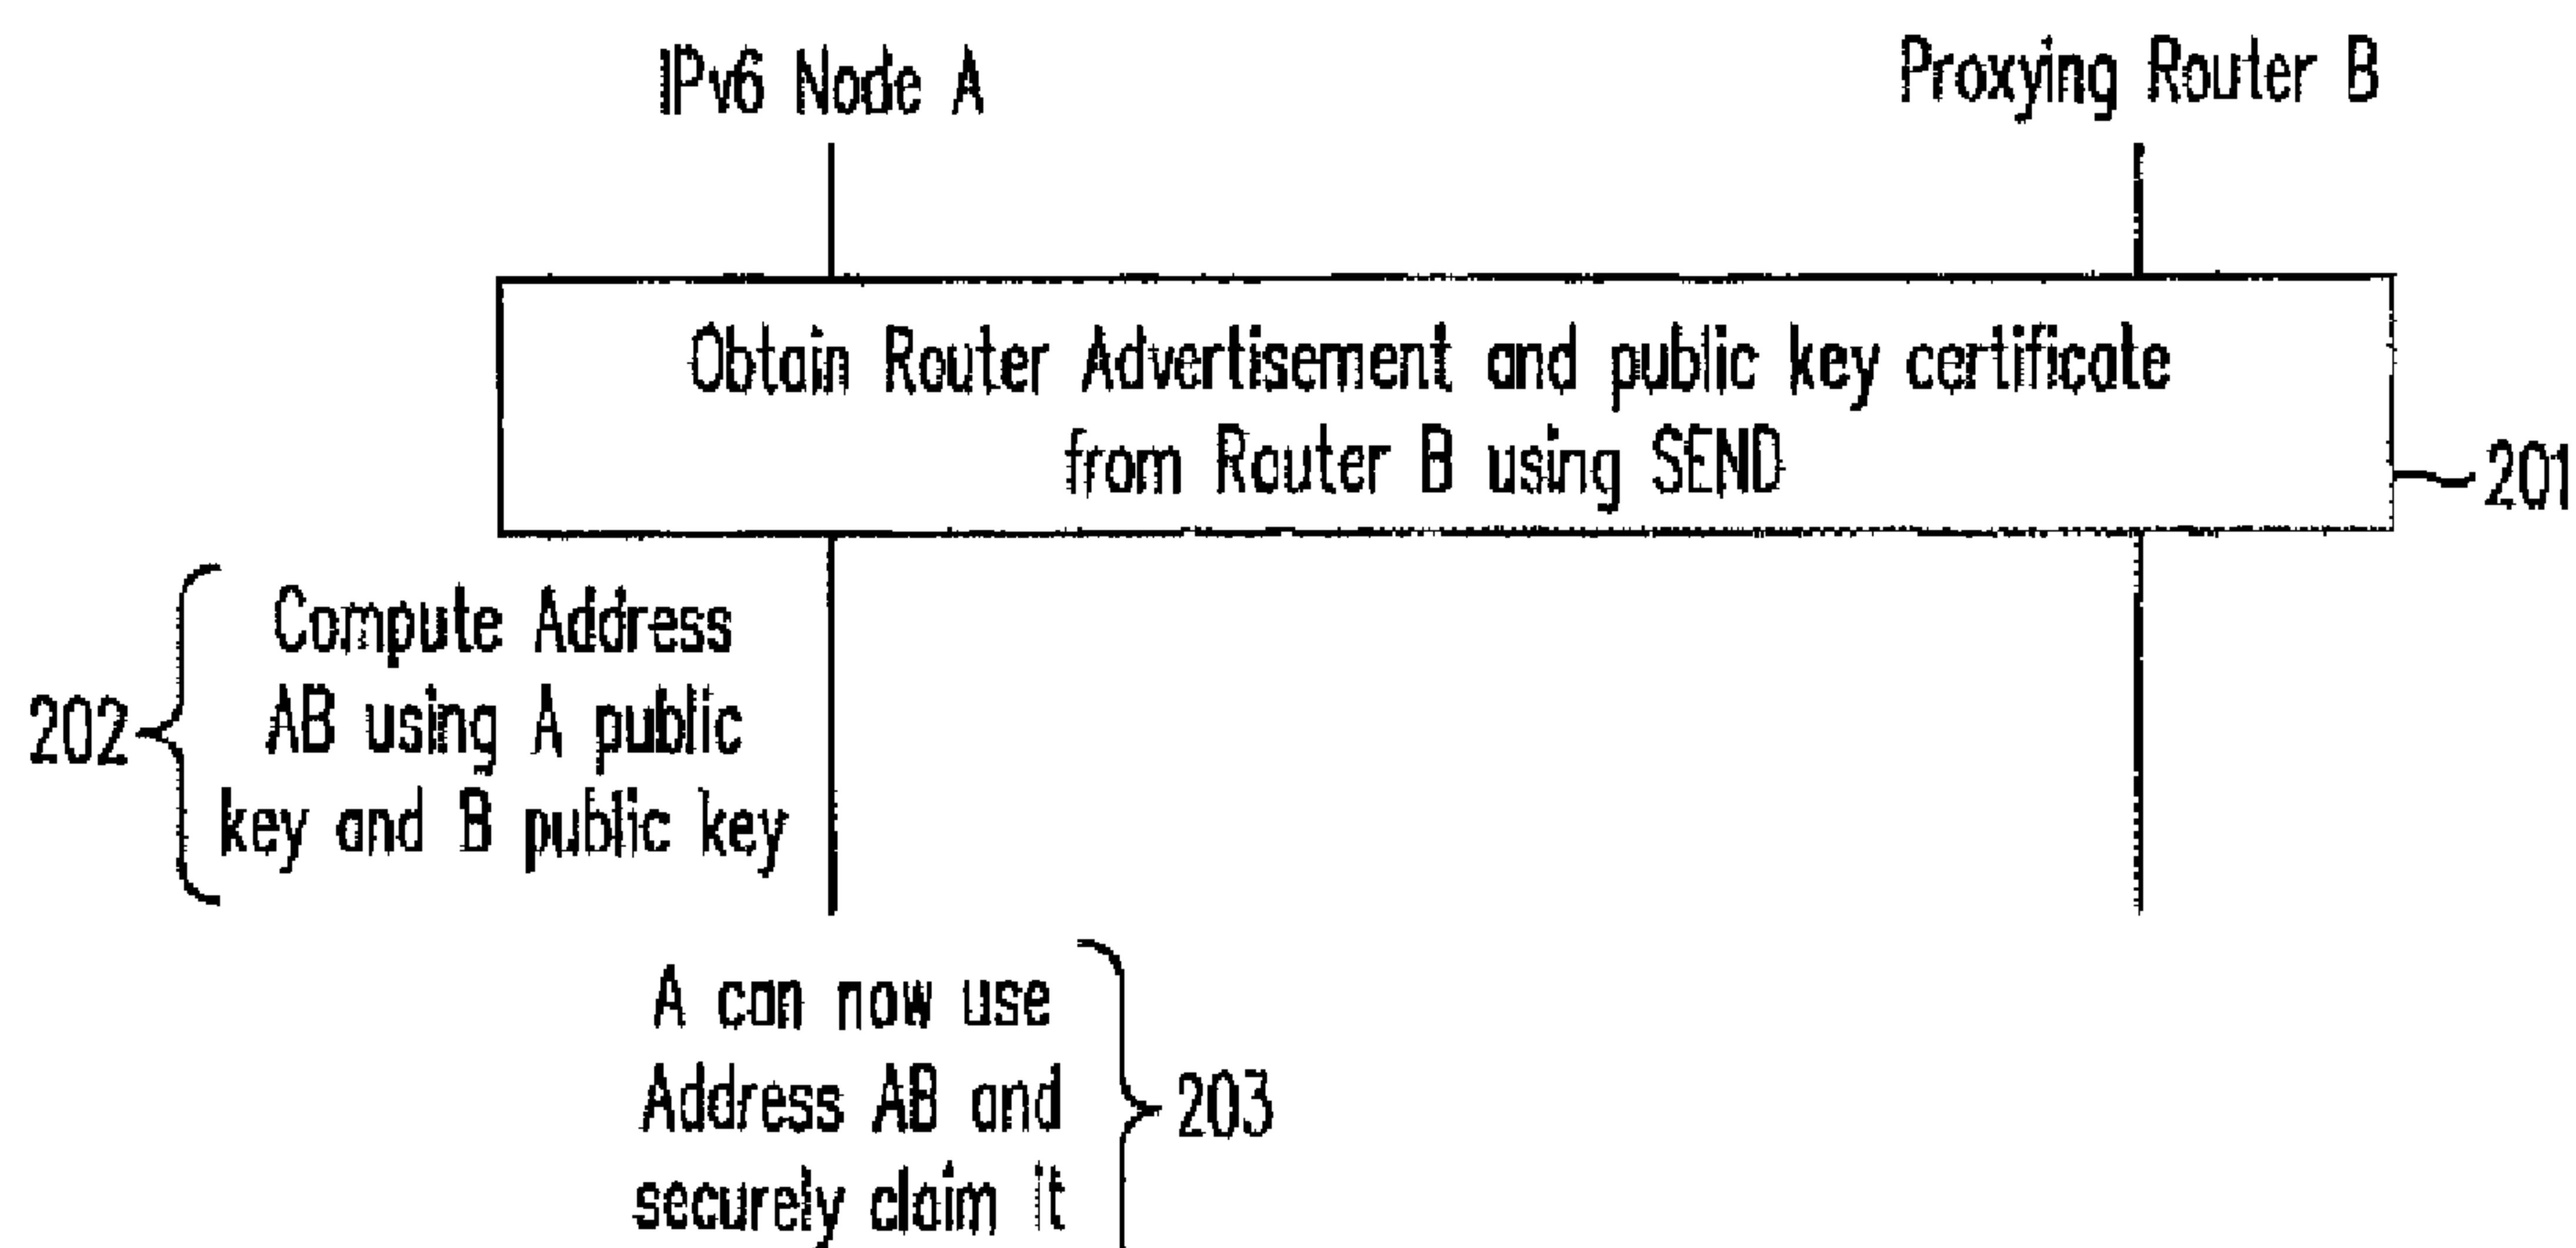 IPv6 Node A
Proxying Router B
Obtain Router Advertisement and public key certificate
from Router B using SEND
201
Compute Address
AB using A public
key and B public key
202
A can now use
Address AB and
securely claim it
203